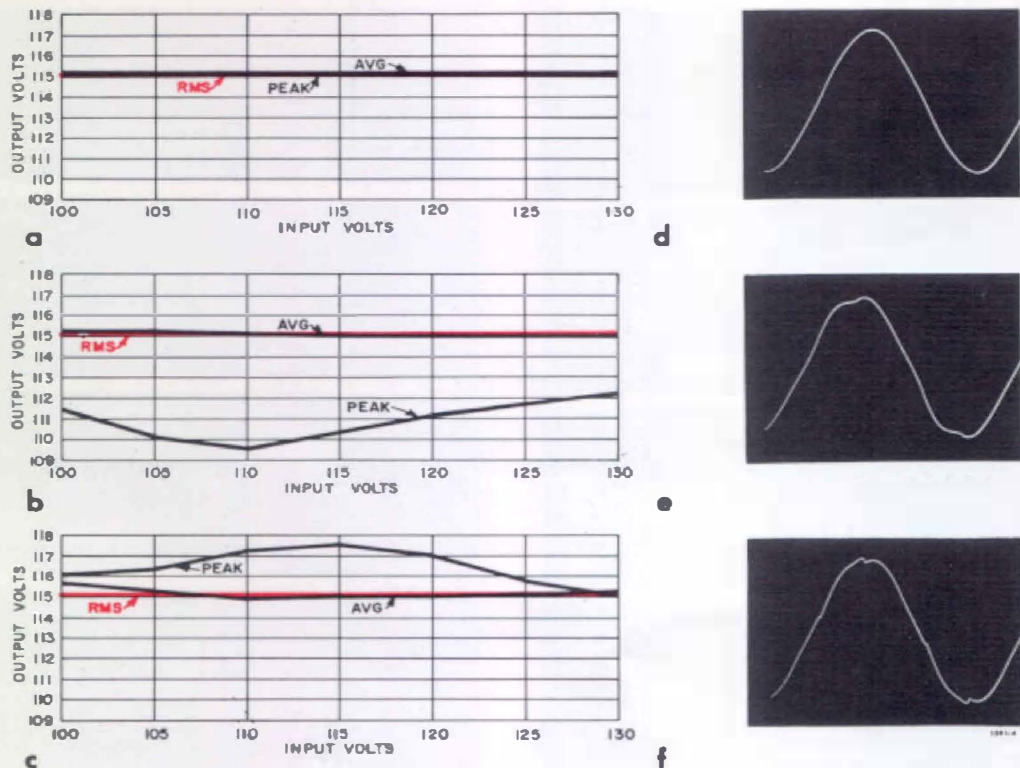 118
117
116
115
114
113
112
111
110
109
OUTPUT VOLTS
AVG
RMS
PEAK
100 105 110 115 120 125 130
INPUT VOLTS
a
d
118
117
116
115
114
113
112
111
110
109
OUTPUT VOLTS
AVG
RMS
PEAK
100 105 110 115 120 125 130
INPUT VOLTS
b
e
118
117
116
115
114
113
112
111
110
109
OUTPUT VOLTS
PEAK
RMS
AVG
100 105 110 115 120 125 130
INPUT VOLTS
c
f